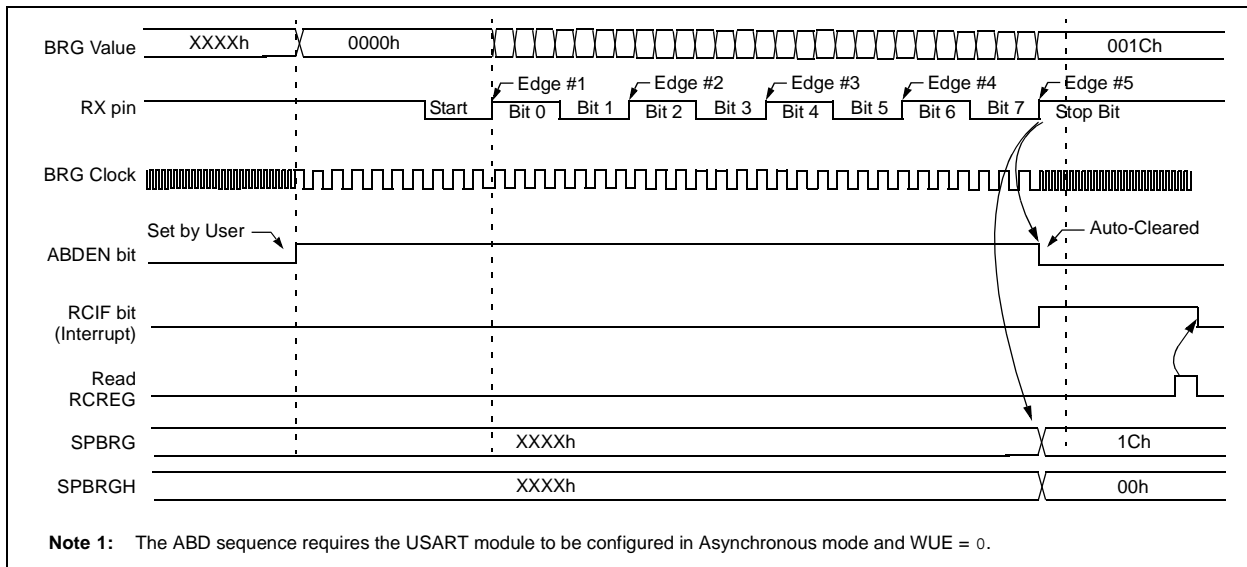 BRG Value XXXXh 0000h 001Ch
Edge #1 Edge #2 Edge #3 Edge #4 Edge #5
RX pin Start Bit 0 Bit 1 Bit 2 Bit 3 Bit 4 Bit 5 Bit 6 Bit 7 Stop Bit
BRG Clock
Set by User Auto-Cleared
ABDEN bit
RCIF bit
(Interrupt)
Read
RCREG
SPBRG XXXXh 1Ch
SPBRGH XXXXh 00h
Note 1: The ABD sequence requires the USART module to be configured in Asynchronous mode and WUE = 0.